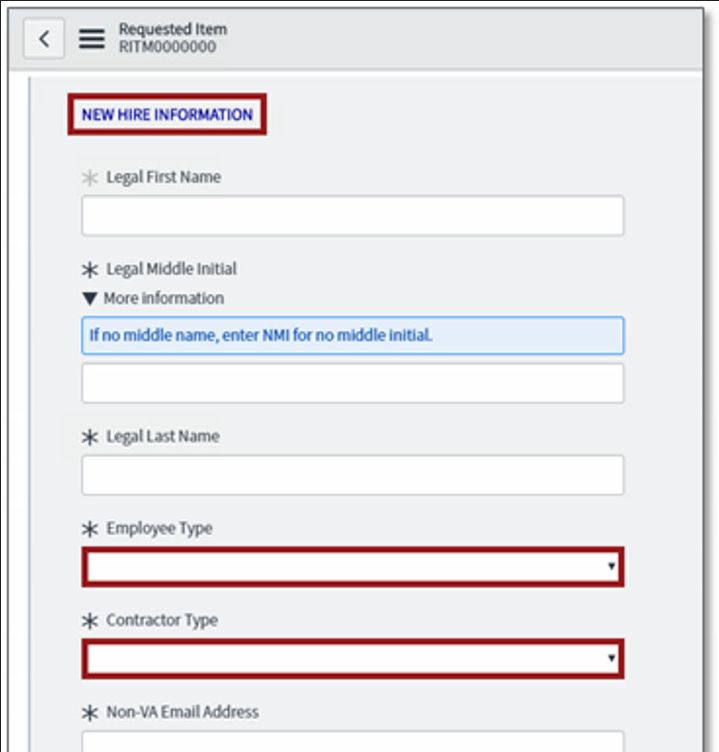 Requested Item
RITM0000000
NEW HIRE INFORMATION
* Legal First Name
* Legal Middle Initial
▼ More information
If no middle name, enter NMI for no middle initial.
* Legal Last Name
* Employee Type
* Contractor Type
* Non-VA Email Address